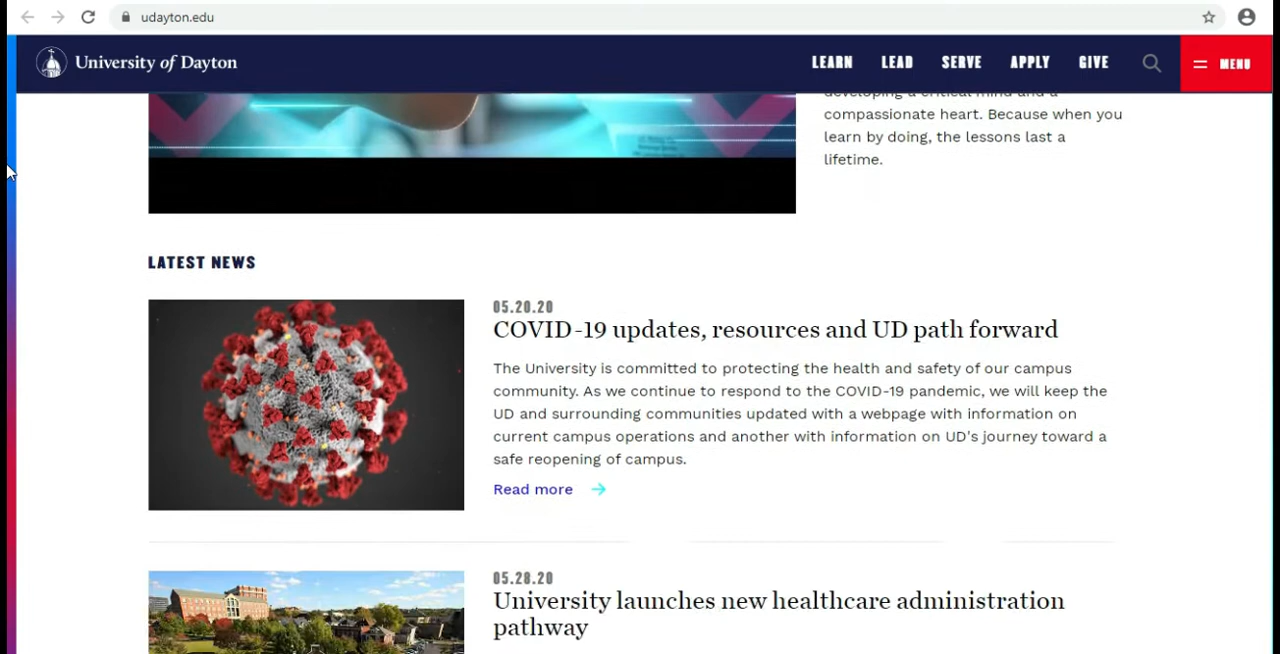 udayton.edu
University of Dayton
LEARN LEAD SERVE APPLY GIVE MENU
developing a critical mind and a
compassionate heart. Because when you
learn by doing, the lessons last a
lifetime.
LATEST NEWS
05.20.20
COVID-19 updates, resources and UD path forward
The University is committed to protecting the health and safety of our campus
community. As we continue to respond to the COVID-19 pandemic, we will keep the
UD and surrounding communities updated with a webpage with information on
current campus operations and another with information on UD's journey toward a
safe reopening of campus.
Read more
05.28.20
University launches new healthcare administration
pathway